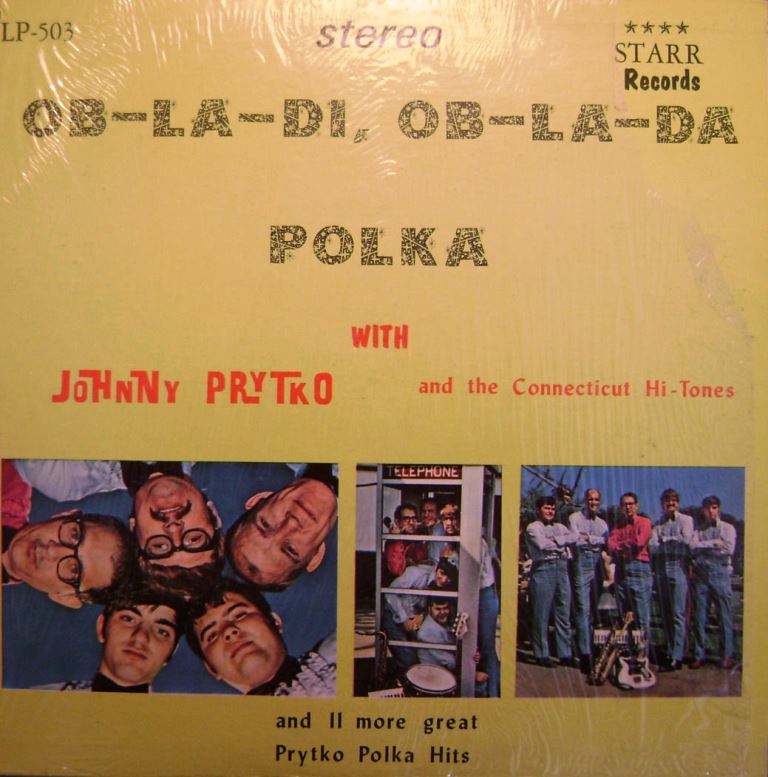 LP-503
stereo
★★★★
STARR
Records
OB-LA-DI, OB-LA-DA
POLKA
WITH
JOHNNY PRYTKO and the Connecticut Hi-Tones
TELEPHONE
and 11 more great
Prytko Polka Hits